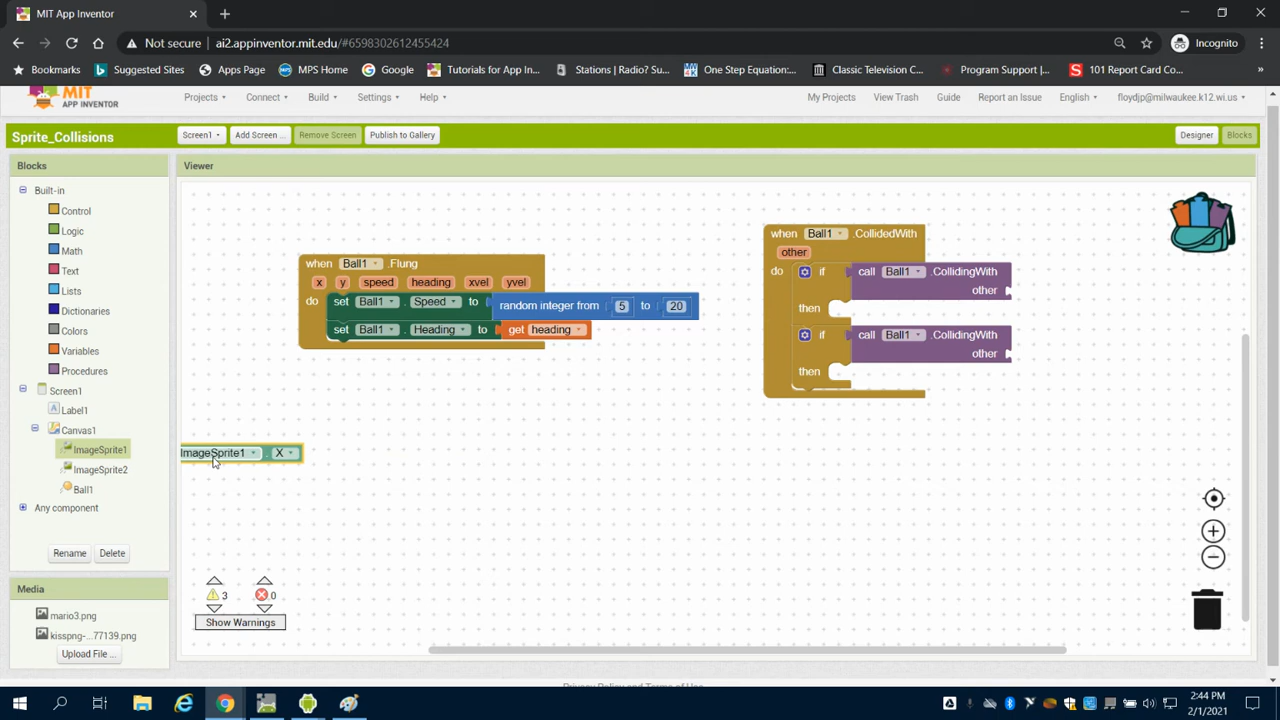 MIT App Inventor
Not secure
ai2.appinventor.mit.edu/#6598302612455424
Incognito
Bookmarks
Suggested Sites
Apps Page
MPS Home
Google
Tutorials for App In...
Stations | Radio? Su...
One Step Equation:...
Classic Television C...
Program Support |...
101 Report Card Co...
MIT
APP INVENTOR
Projects
Connect
Build
Settings
Help
My Projects
View Trash
Guide
Report an Issue
English
floydjp@milwaukee.k12.wi.us
Sprite_Collisions
Screen1
Add Screen ...
Remove Screen
Publish to Gallery
Designer
Blocks
Blocks
Viewer
Built-in
Control
Logic
Math
Text
Lists
Dictionaries
Colors
Variables
Procedures
Screen1
Label1
Canvas1
ImageSprite1
ImageSprite2
Ball1
Any component
Rename
Delete
Media
mario3.png
kisspng-...77139.png
Upload File ...
when Ball1 .Flung
x y speed heading xvel yvel
do set Ball1 . Speed to random integer from 5 to 20
set Ball1 . Heading to get heading
when Ball1 .CollidedWith
other
do if call Ball1 .CollidingWith
other
then
if call Ball1 .CollidingWith
other
then
ImageSprite1 . X
3
0
Show Warnings
2:44 PM
2/1/2021